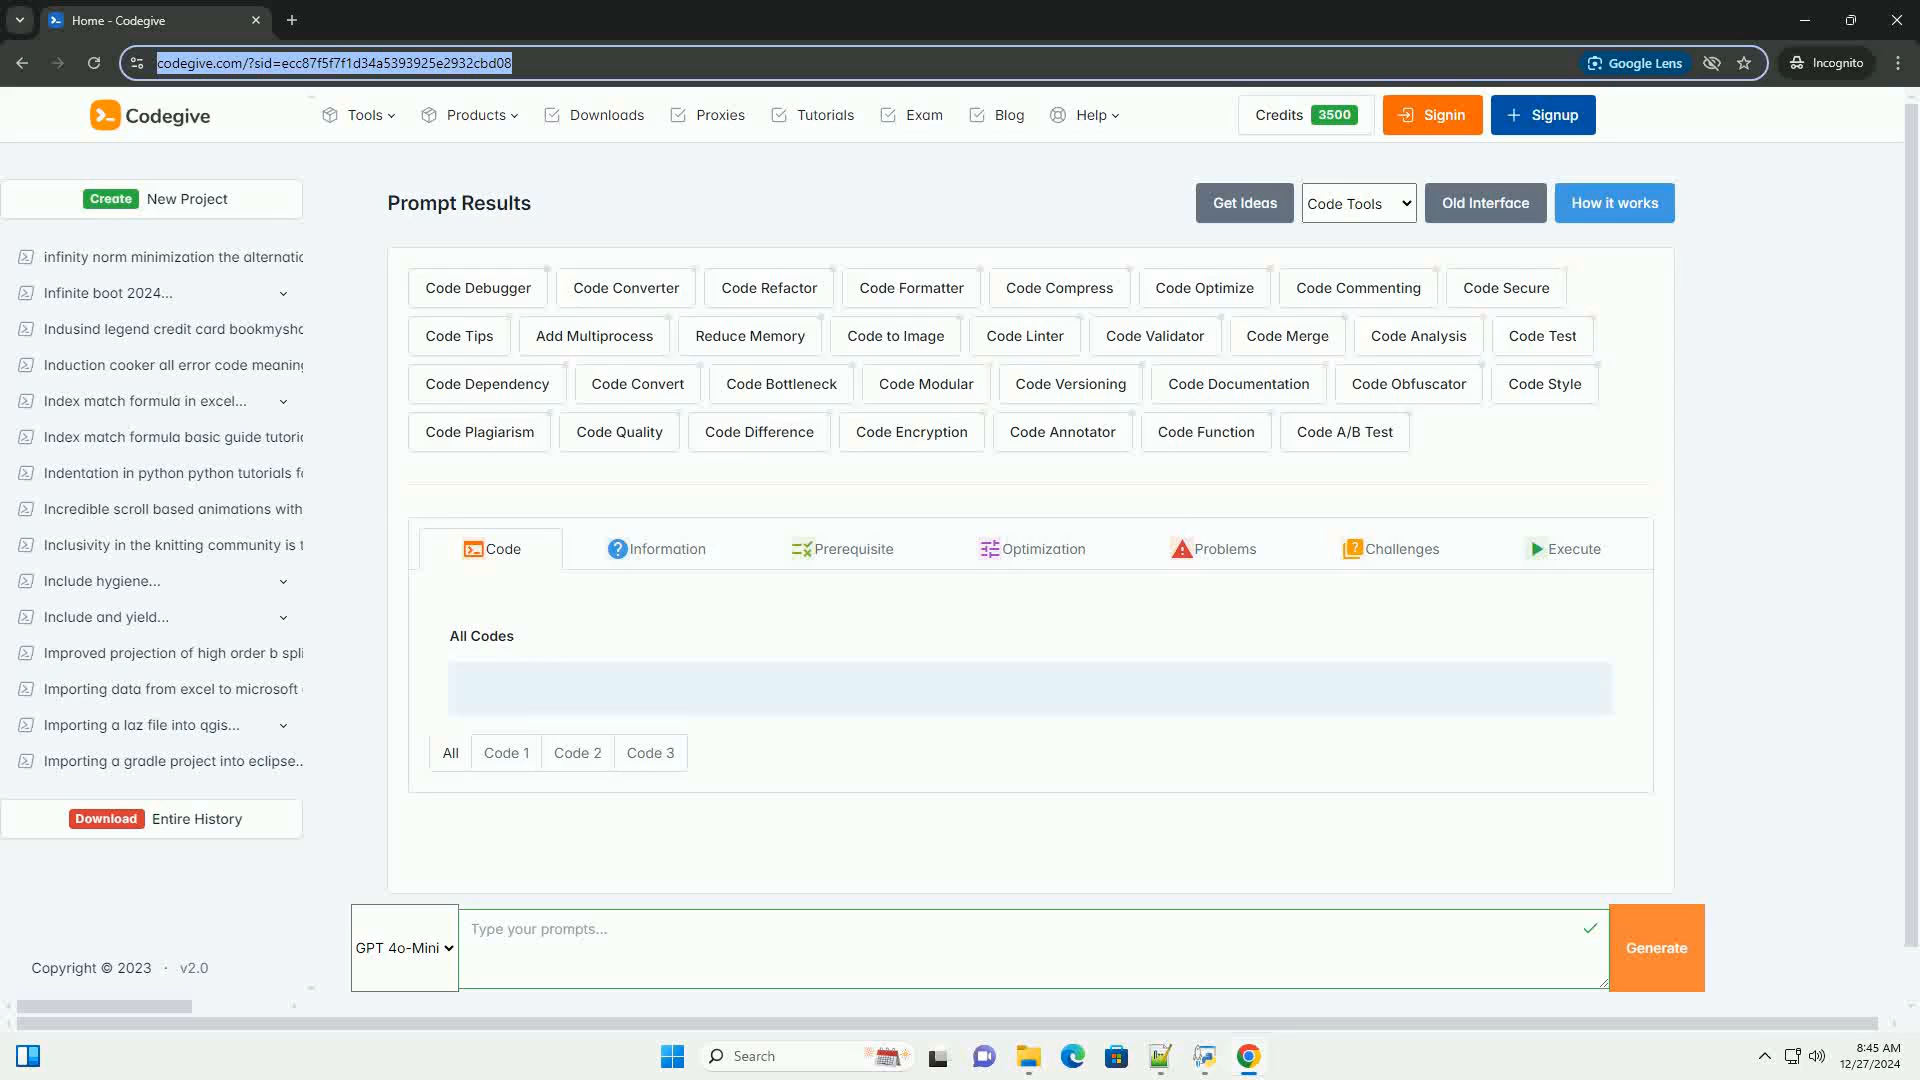 Home - Codegive
codegive.com/?sid=ecc87f5f7f1d34a5393925e2932cbd08
Google Lens
Incognito
Codegive
Tools
Products
Downloads
Proxies
Tutorials
Exam
Blog
Help
Credits 3500
Signin
Signup
Create New Project
infinity norm minimization the alternatic
Infinite boot 2024...
Indusind legend credit card bookmysho
Induction cooker all error code meaning
Index match formula in excel...
Index match formula basic guide tutoric
Indentation in python python tutorials fo
Incredible scroll based animations with
Inclusivity in the knitting community is t
Include hygiene...
Include and yield...
Improved projection of high order b spli
Importing data from excel to microsoft
Importing a laz file into qgis...
Importing a gradle project into eclipse..
Download Entire History
Copyright © 2023 · v2.0
Prompt Results
Get Ideas
Code Tools
Old Interface
How it works
Code Debugger
Code Converter
Code Refactor
Code Formatter
Code Compress
Code Optimize
Code Commenting
Code Secure
Code Tips
Add Multiprocess
Reduce Memory
Code to Image
Code Linter
Code Validator
Code Merge
Code Analysis
Code Test
Code Dependency
Code Convert
Code Bottleneck
Code Modular
Code Versioning
Code Documentation
Code Obfuscator
Code Style
Code Plagiarism
Code Quality
Code Difference
Code Encryption
Code Annotator
Code Function
Code A/B Test
Code
Information
Prerequisite
Optimization
Problems
Challenges
Execute
All Codes
All
Code 1
Code 2
Code 3
GPT 4o-Mini
Type your prompts...
Generate
Search
8:45 AM
12/27/2024